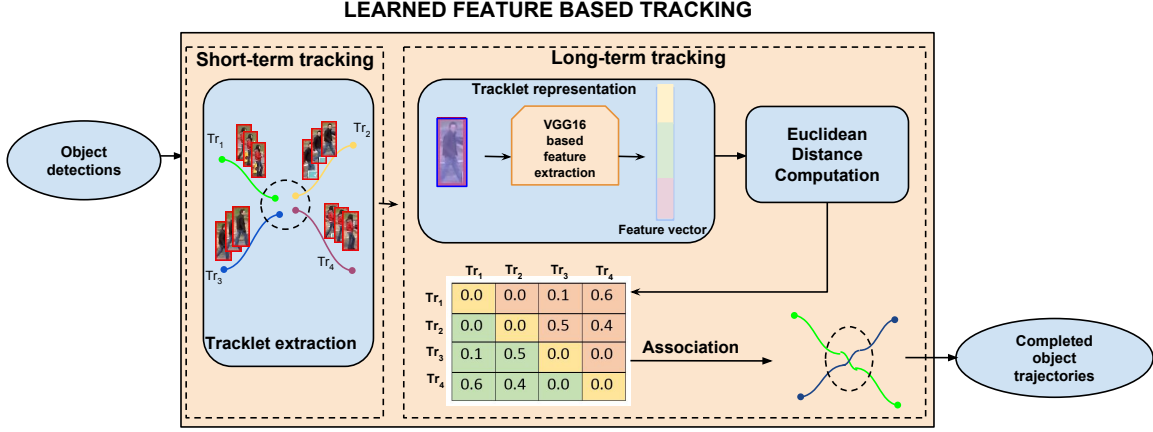 LEARNED FEATURE BASED TRACKING
Short-term tracking
Long-term tracking
Object
detections
Tr1
Tr2
Tr3
Tr4
Tracklet extraction
Tracklet representation
VGG16
based
feature
extraction
Feature vector
Euclidean
Distance
Computation
Tr1 Tr2 Tr3 Tr4
Tr1 0.0 0.0 0.1 0.6
Tr2 0.0 0.0 0.5 0.4
Tr3 0.1 0.5 0.0 0.0
Tr4 0.6 0.4 0.0 0.0
Association
Completed
object
trajectories